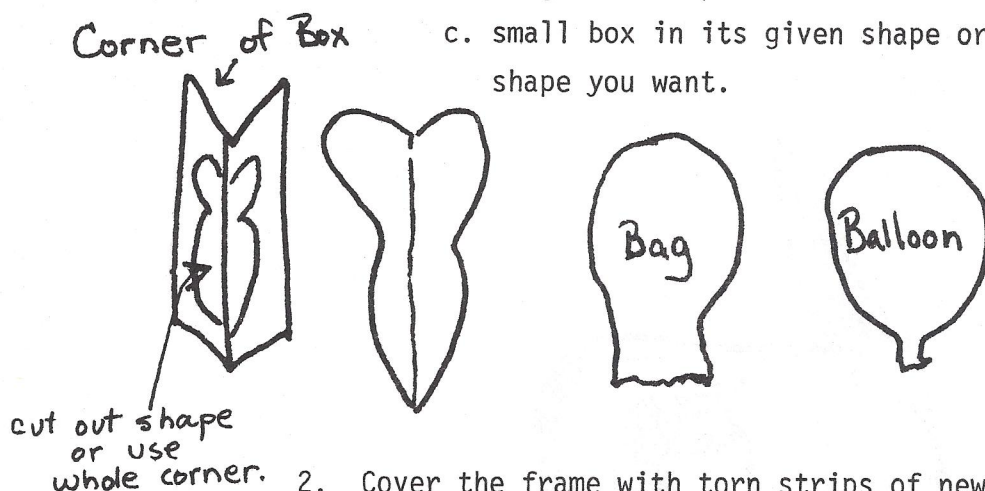 Corner of Box
c. small box in its given shape or
shape you want.
Bag
Balloon
cut out shape
or use
whole corner.
2. Cover the frame with torn strips of new